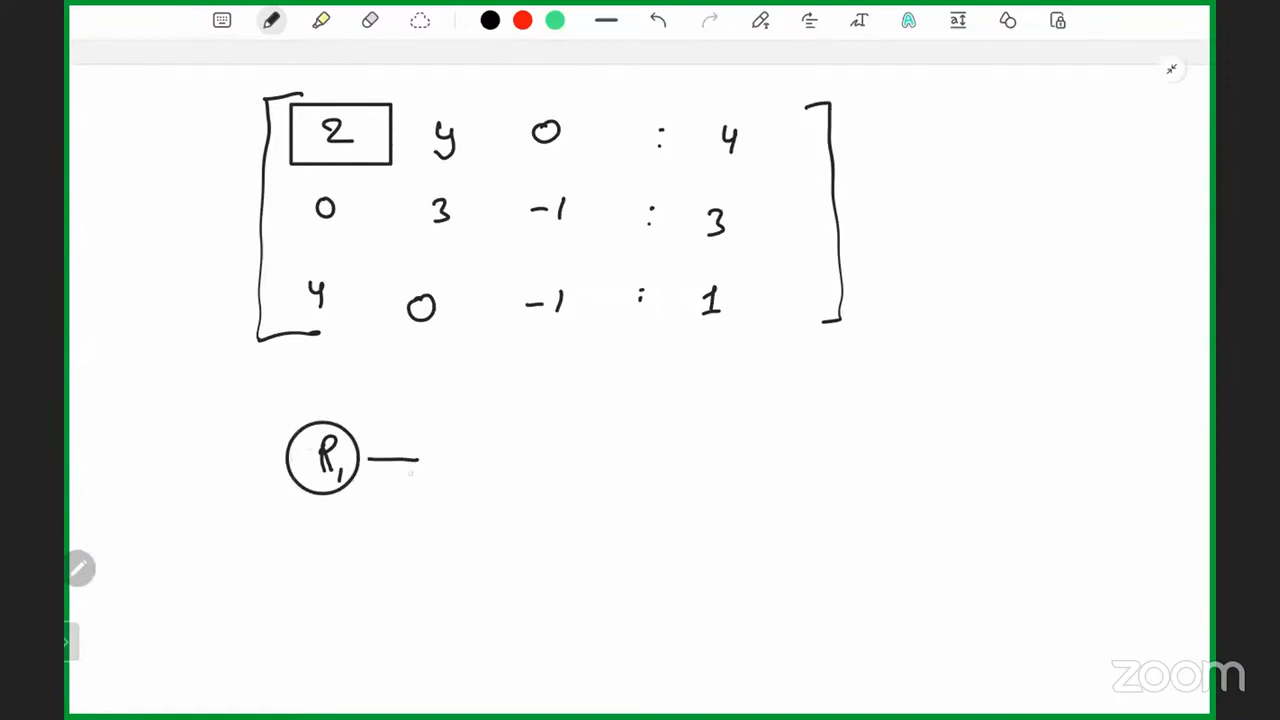 2 y 0 : 4
0 3 -1 : 3
4 0 -1 : 1
R₁ —
zoom